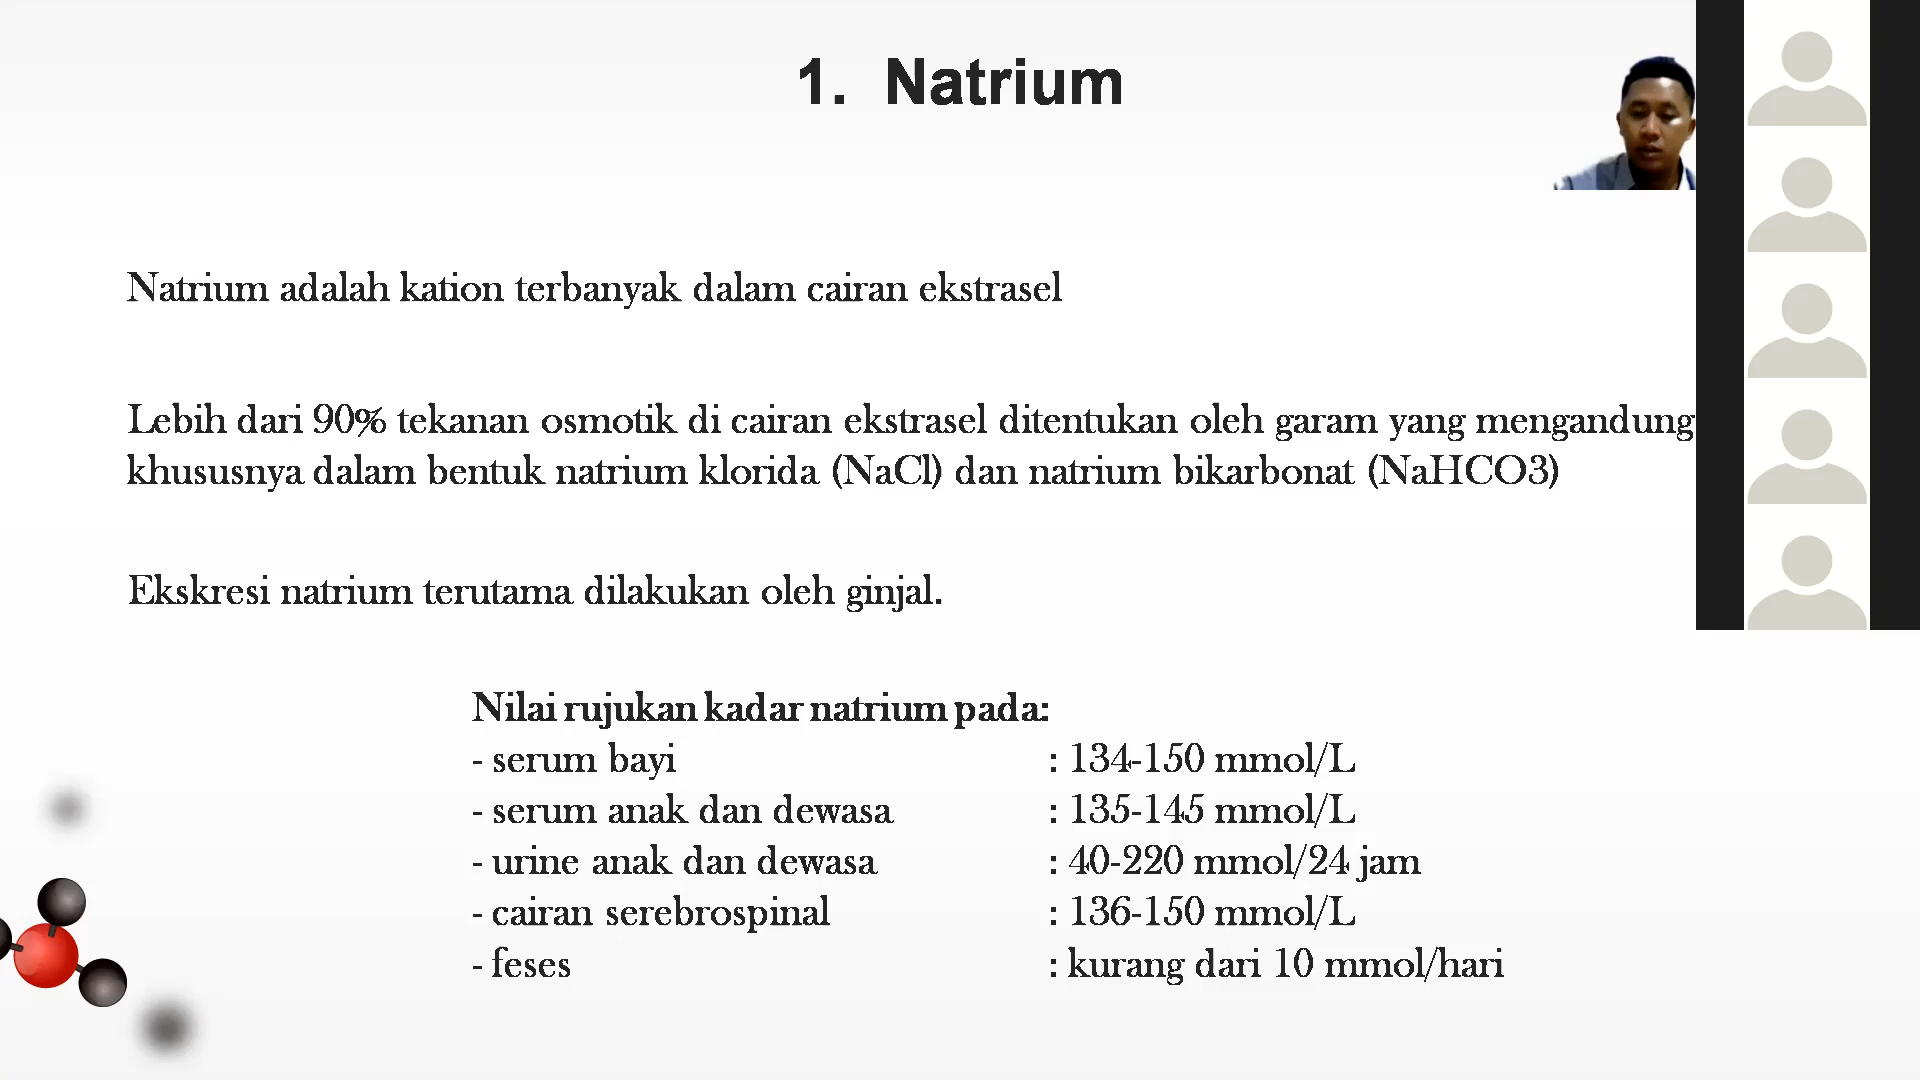 1. Natrium
Natrium adalah kation terbanyak dalam cairan ekstrasel
Lebih dari 90% tekanan osmotik di cairan ekstrasel ditentukan oleh garam yang mengandung
khususnya dalam bentuk natrium klorida (NaCl) dan natrium bikarbonat (NaHCO3)
Ekskresi natrium terutama dilakukan oleh ginjal.
Nilai rujukan kadar natrium pada:
- serum bayi : 134-150 mmol/L
- serum anak dan dewasa : 135-145 mmol/L
- urine anak dan dewasa : 40-220 mmol/24 jam
- cairan serebrospinal : 136-150 mmol/L
- feses : kurang dari 10 mmol/hari